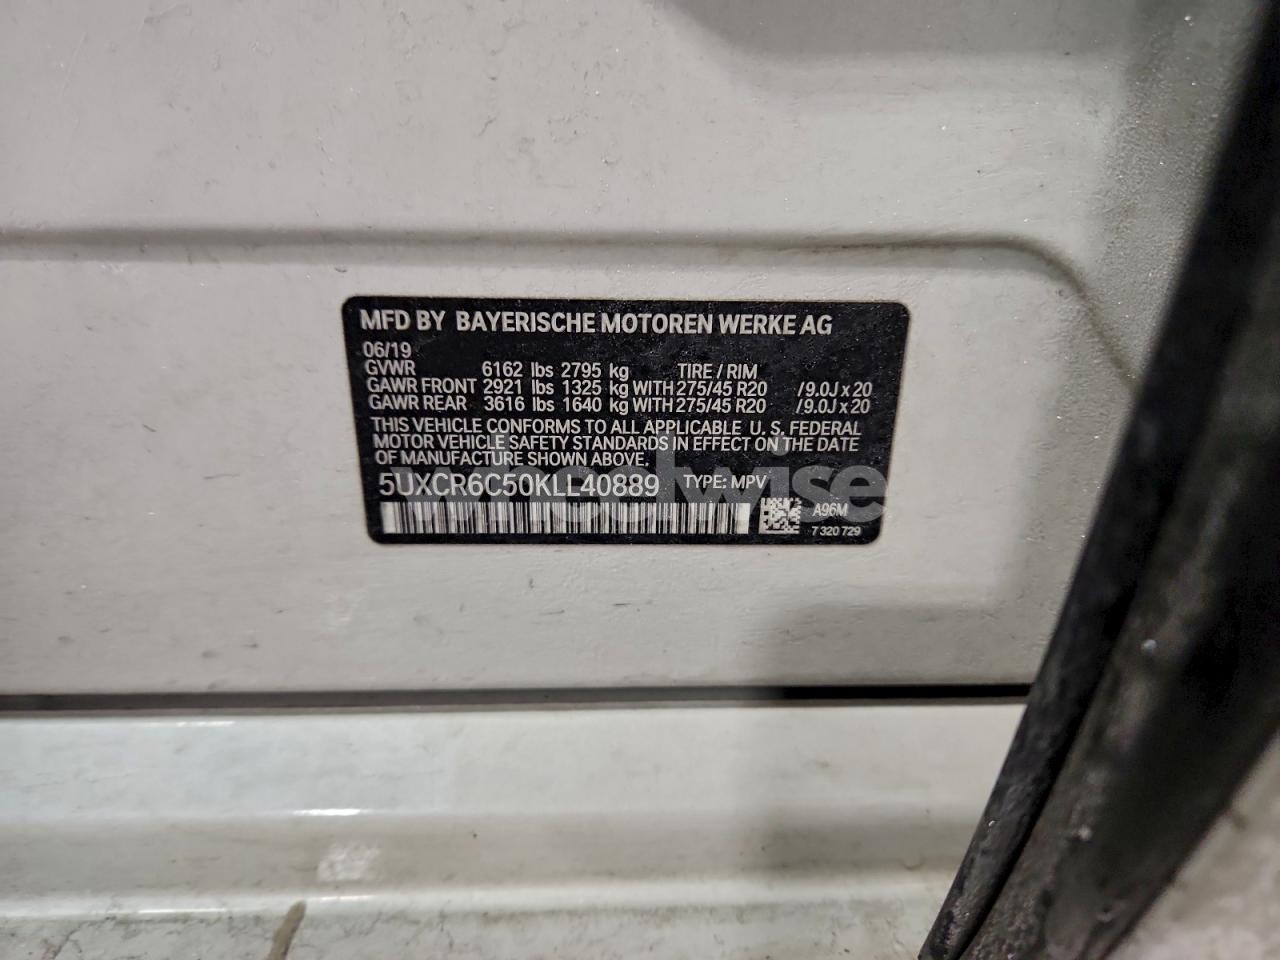 MFD BY BAYERISCHE MOTOREN WERKE AG
06/19
GVWR 6162 lbs 2795 kg TIRE / RIM
GAWR FRONT 2921 lbs 1325 kg WITH 275/45 R20 /9.0J x 20
GAWR REAR 3616 lbs 1640 kg WITH 275/45 R20 /9.0J x 20
THIS VEHICLE CONFORMS TO ALL APPLICABLE U. S. FEDERAL
MOTOR VEHICLE SAFETY STANDARDS IN EFFECT ON THE DATE
OF MANUFACTURE SHOWN ABOVE.
5UXCR6C50KLL40889 TYPE: MPV
A96M
7 320 729
wheelwise